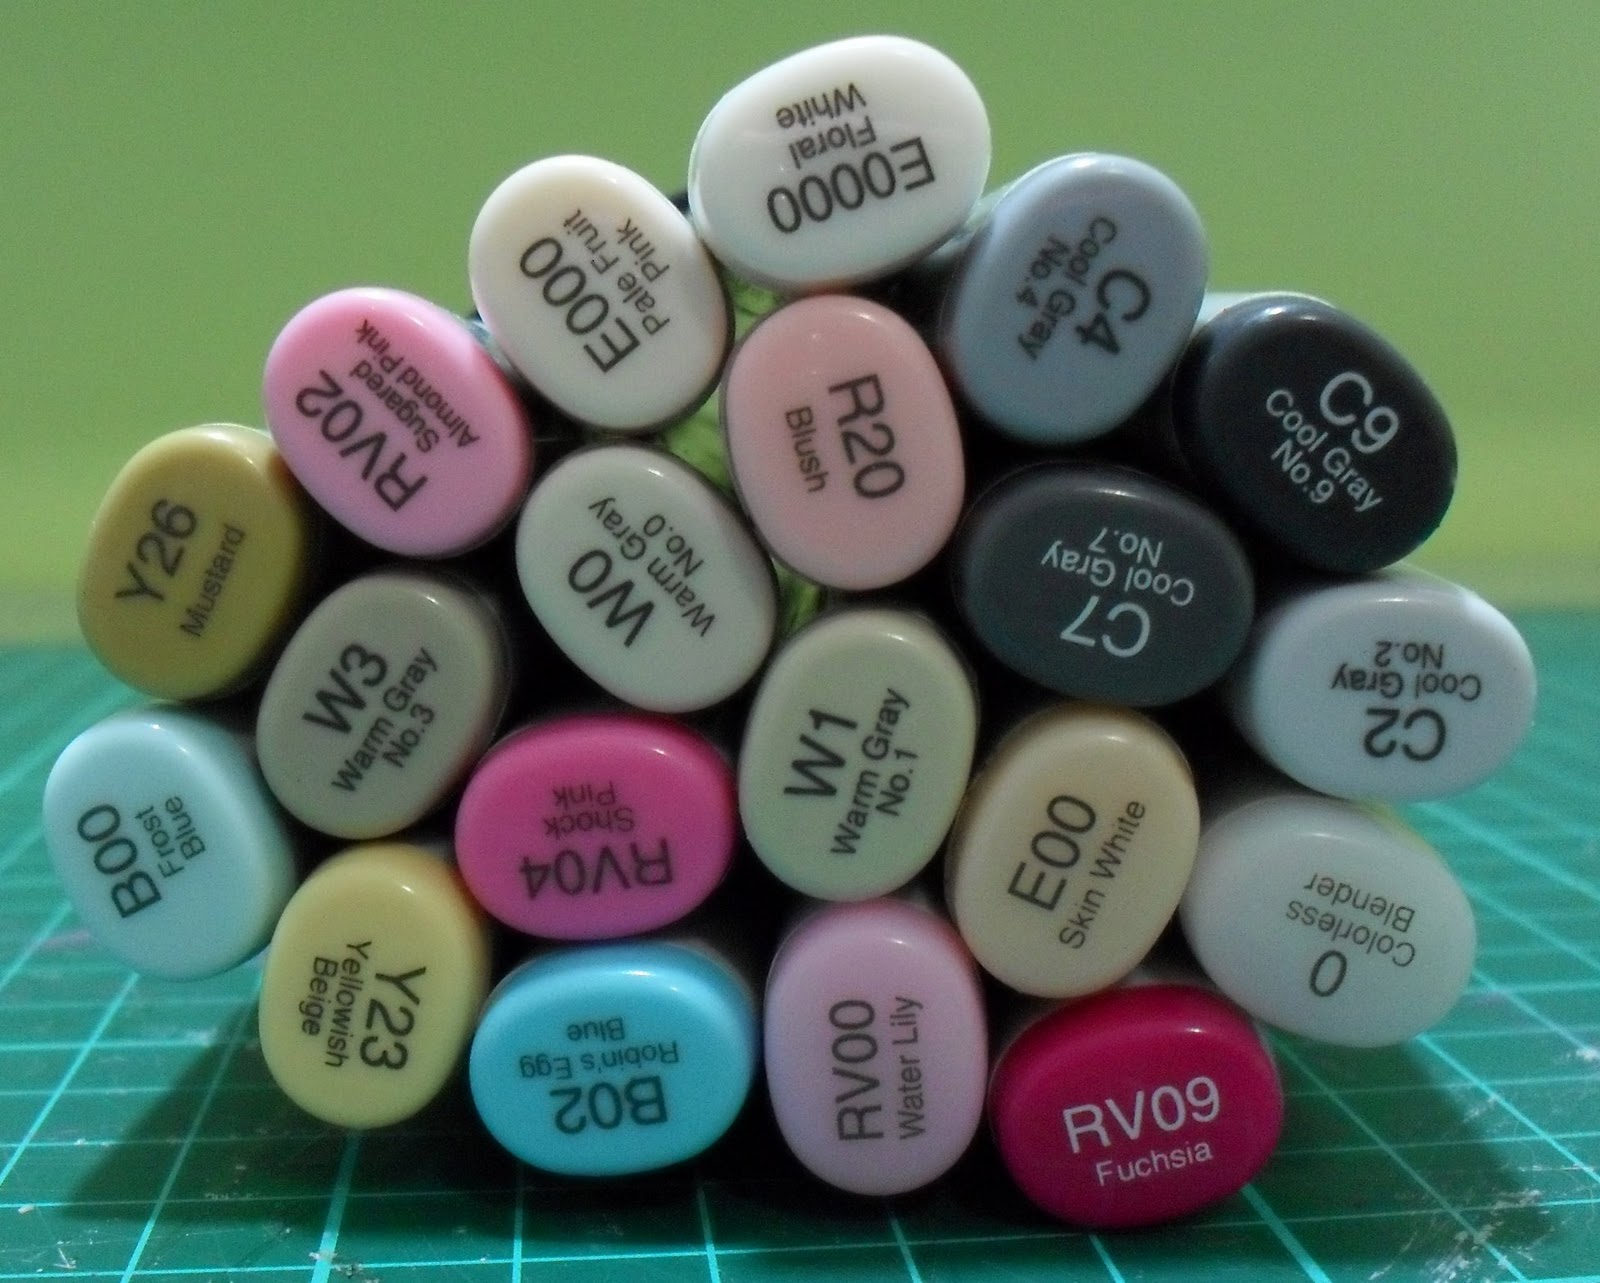 E0000
Floral
White
E000
Pale Fruit
Pink
C4
Cool Gray
No.4
RV02
Sugared
Almond Pink
R20
Blush
C9
Cool Gray
No.9
Y26
Mustard
W0
Warm Gray
No.0
C7
Cool Gray
No.7
W3
Warm Gray
No.3
C2
Cool Gray
No.2
W1
Warm Gray
No.1
B00
Frost
Blue
RV04
Shock
Pink
E00
Skin White
0
Colorless
Blender
Y23
Yellowish
Beige
B02
Robin's Egg
Blue
RV00
Water Lily
RV09
Fuchsia